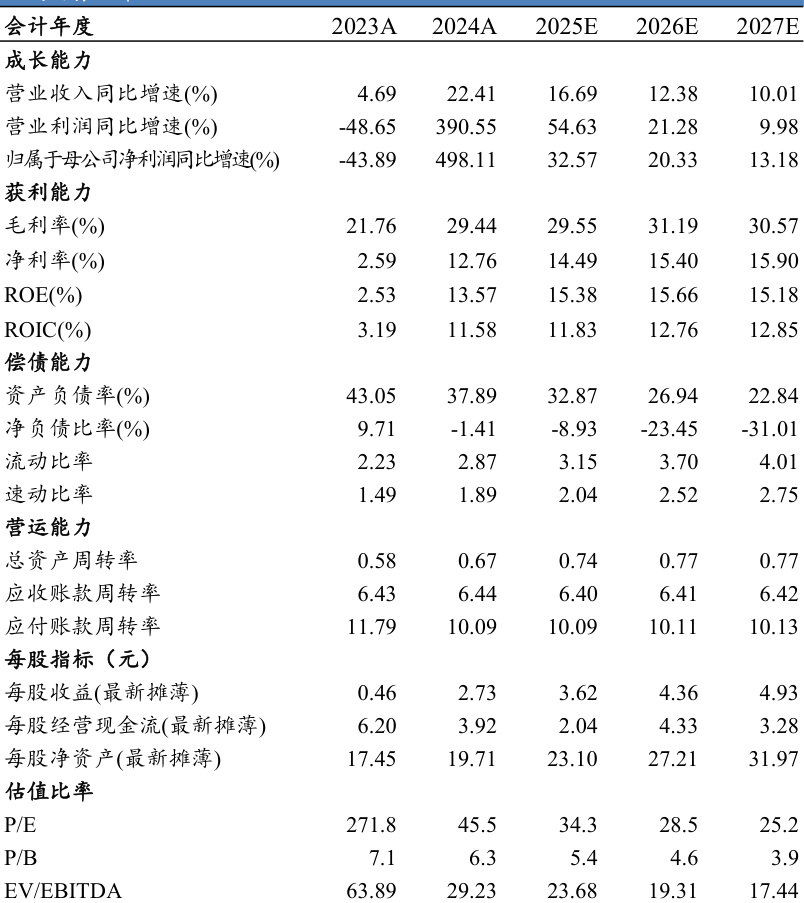 会计年度 2023A 2024A 2025E 2026E 2027E
成长能力
营业收入同比增速(%) 4.69 22.41 16.69 12.38 10.01
营业利润同比增速(%) -48.65 390.55 54.63 21.28 9.98
归属于母公司净利润同比增速(%) -43.89 498.11 32.57 20.33 13.18
获利能力
毛利率(%) 21.76 29.44 29.55 31.19 30.57
净利率(%) 2.59 12.76 14.49 15.40 15.90
ROE(%) 2.53 13.57 15.38 15.66 15.18
ROIC(%) 3.19 11.58 11.83 12.76 12.85
偿债能力
资产负债率(%) 43.05 37.89 32.87 26.94 22.84
净负债比率(%) 9.71 -1.41 -8.93 -23.45 -31.01
流动比率 2.23 2.87 3.15 3.70 4.01
速动比率 1.49 1.89 2.04 2.52 2.75
营运能力
总资产周转率 0.58 0.67 0.74 0.77 0.77
应收账款周转率 6.43 6.44 6.40 6.41 6.42
应付账款周转率 11.79 10.09 10.09 10.11 10.13
每股指标（元）
每股收益(最新摊薄) 0.46 2.73 3.62 4.36 4.93
每股经营现金流(最新摊薄) 6.20 3.92 2.04 4.33 3.28
每股净资产(最新摊薄) 17.45 19.71 23.10 27.21 31.97
估值比率
P/E 271.8 45.5 34.3 28.5 25.2
P/B 7.1 6.3 5.4 4.6 3.9
EV/EBITDA 63.89 29.23 23.68 19.31 17.44